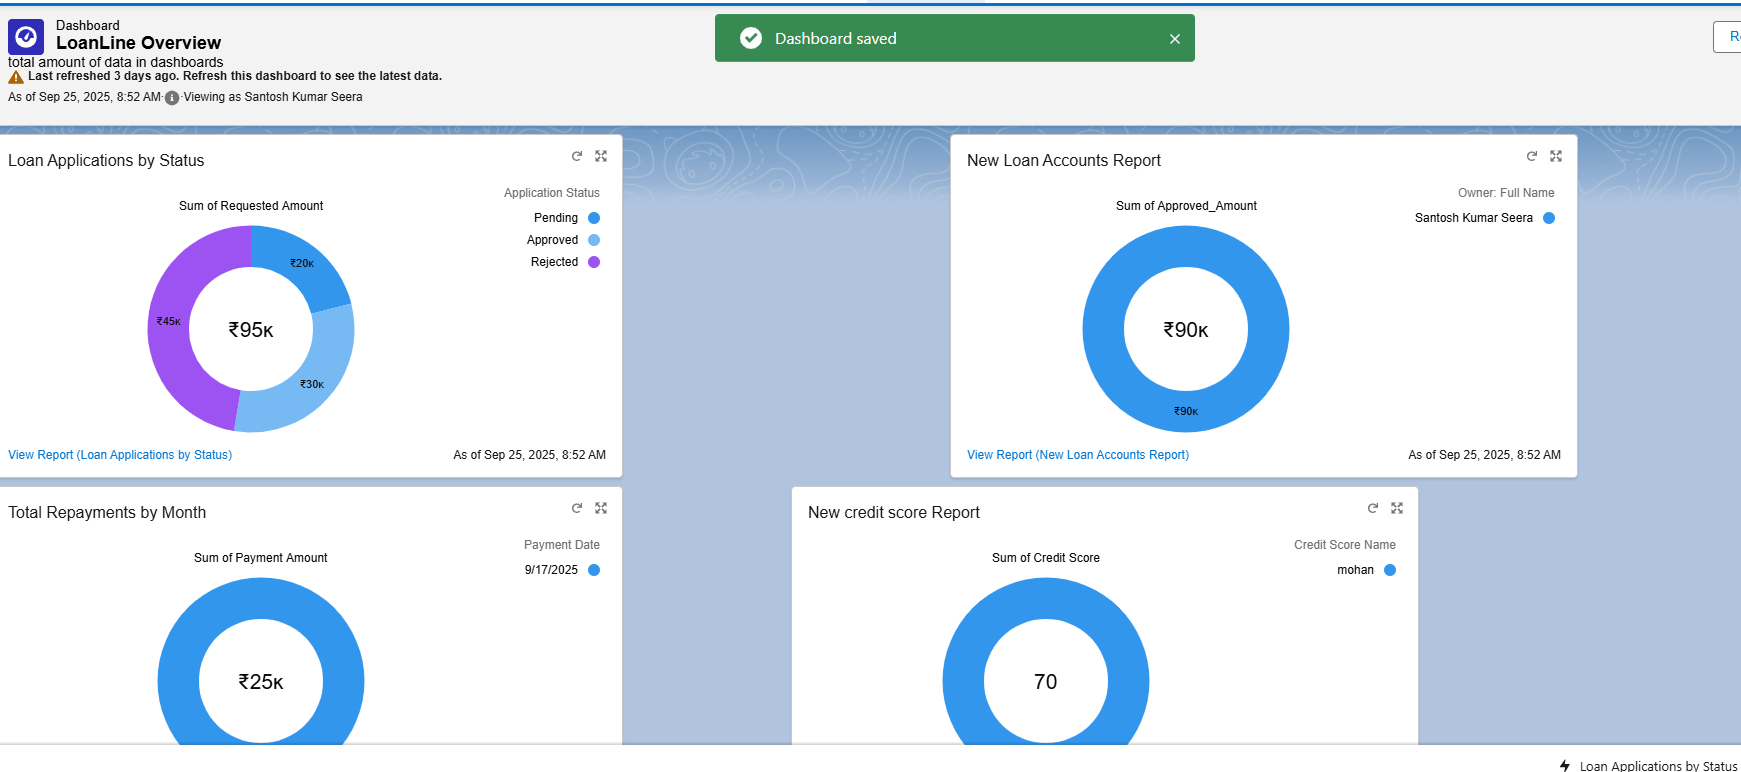 Dashboard
LoanLine Overview
total amount of data in dashboards
Last refreshed 3 days ago. Refresh this dashboard to see the latest data.
As of Sep 25, 2025, 8:52 AM·Viewing as Santosh Kumar Seera
Dashboard saved
Loan Applications by Status
Sum of Requested Amount
Application Status
Pending
Approved
Rejected
₹20K
₹45K
₹95K
₹30K
View Report (Loan Applications by Status)
As of Sep 25, 2025, 8:52 AM
New Loan Accounts Report
Sum of Approved_Amount
Owner: Full Name
Santosh Kumar Seera
₹90K
₹90K
View Report (New Loan Accounts Report)
As of Sep 25, 2025, 8:52 AM
Total Repayments by Month
Sum of Payment Amount
Payment Date
9/17/2025
₹25K
New credit score Report
Sum of Credit Score
Credit Score Name
mohan
70
Loan Applications by Status